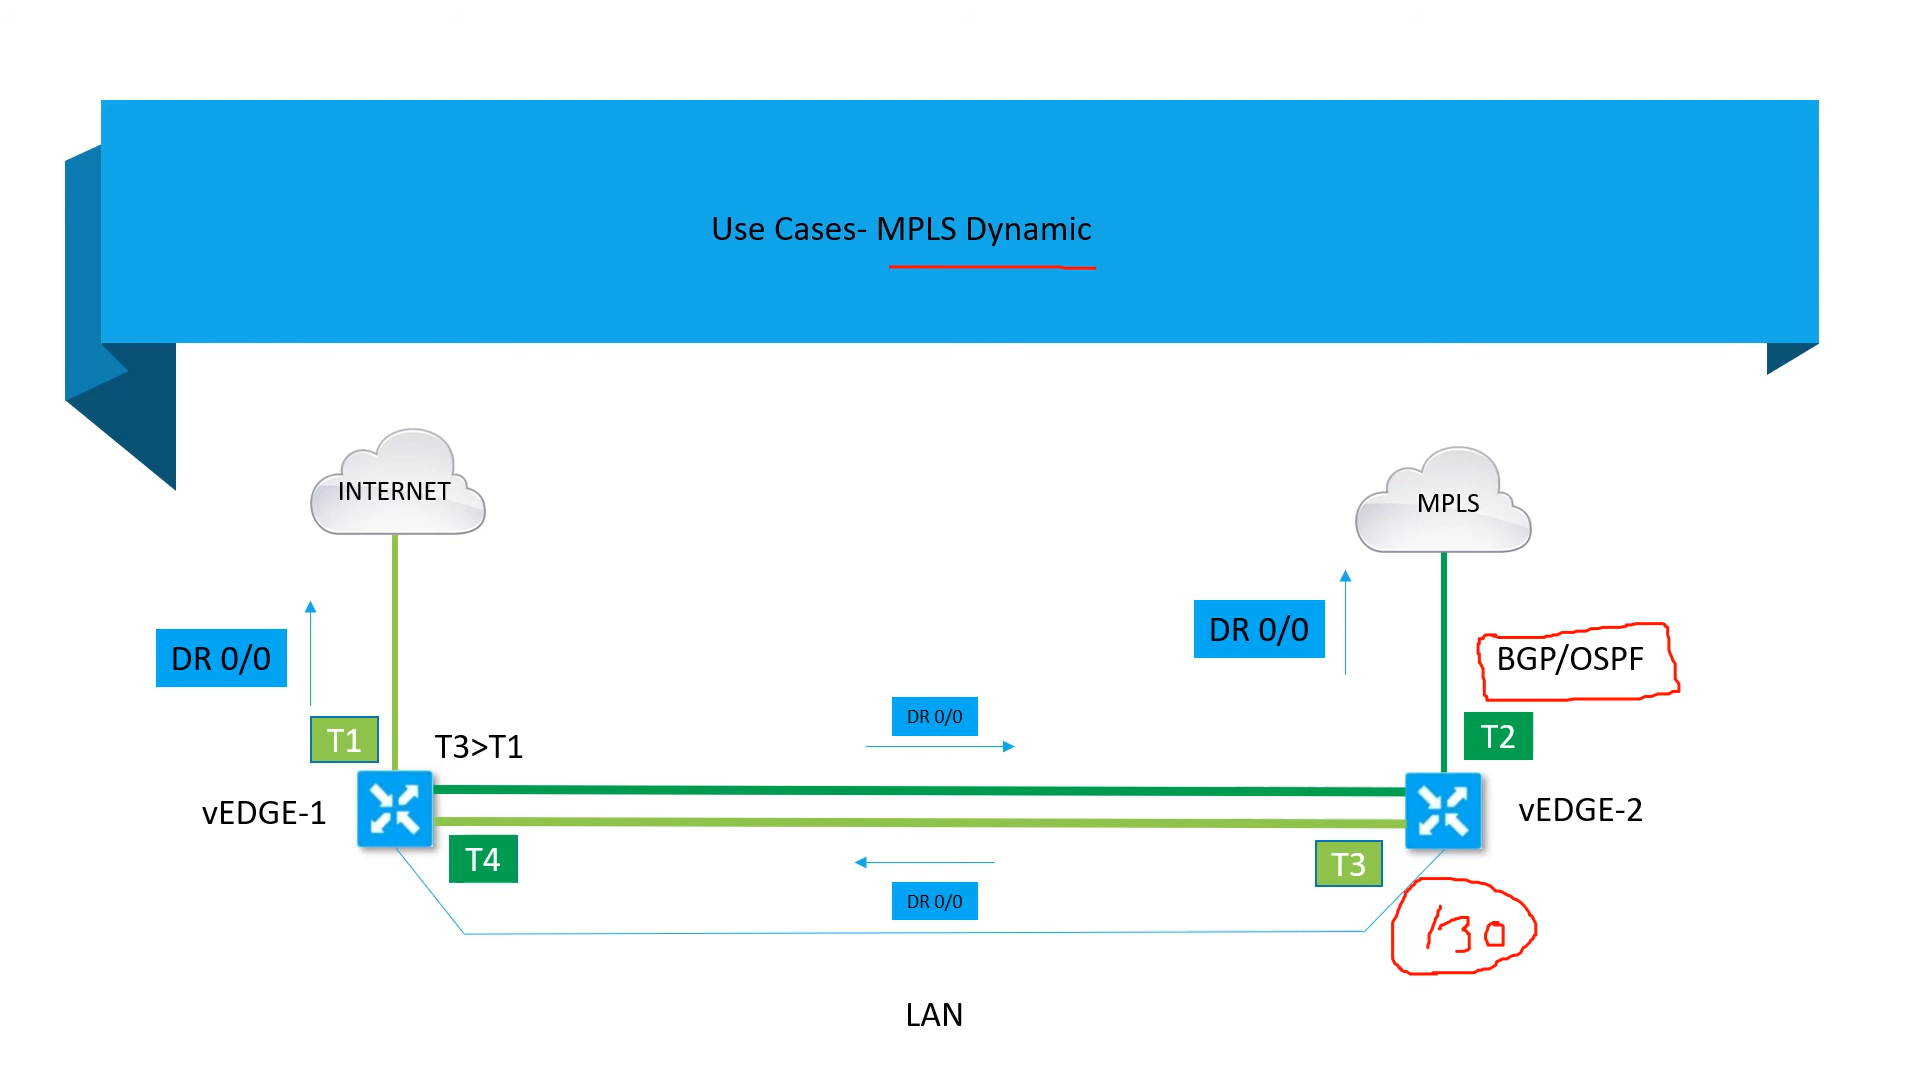 Use Cases- MPLS Dynamic
INTERNET
MPLS
DR 0/0
DR 0/0
BGP/OSPF
T1
T3>T1
DR 0/0
T2
vEDGE-1
vEDGE-2
T4
T3
DR 0/0
/30
LAN